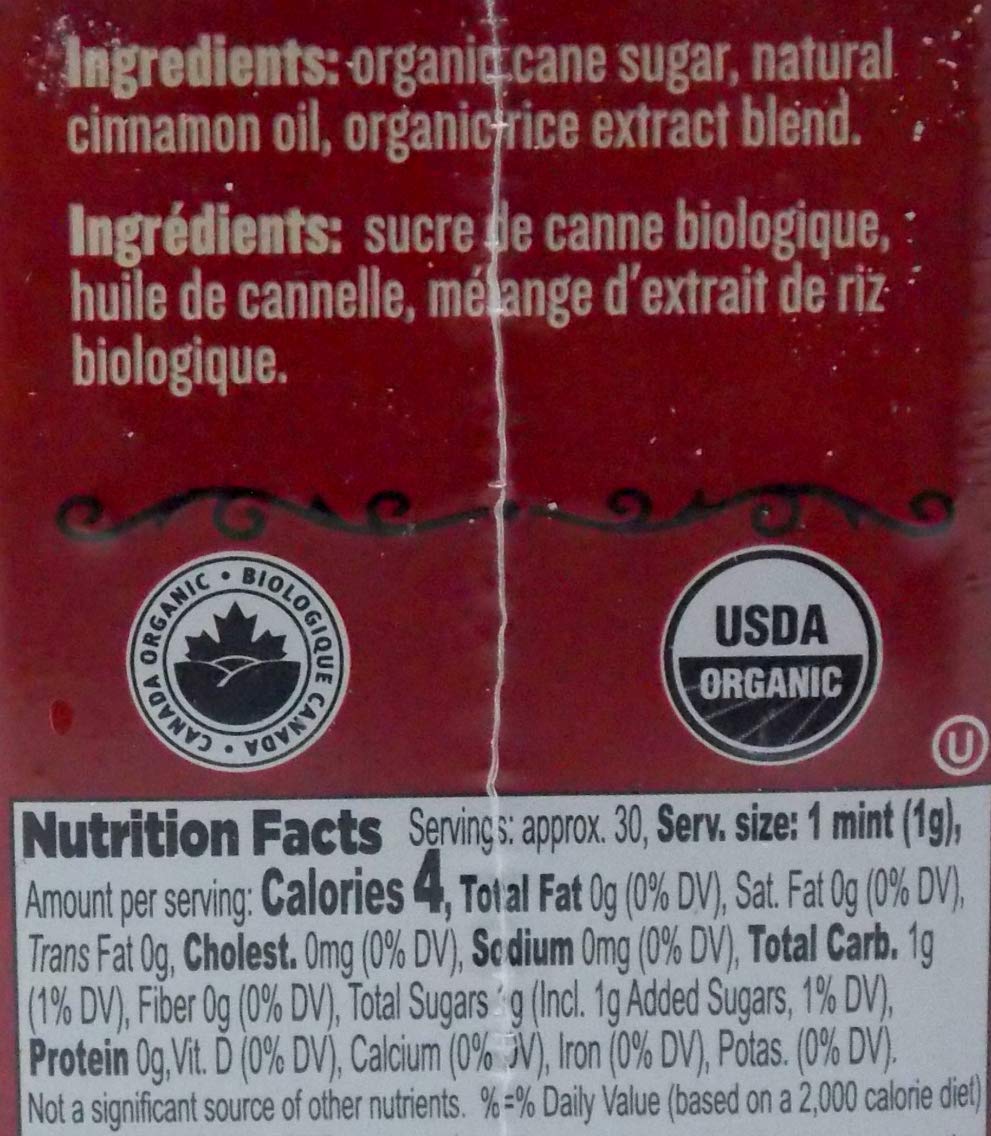 Ingredients: organic cane sugar, natural
cinnamon oil, organic rice extract blend.
Ingrédients: sucre de canne biologique,
huile de cannelle, mélange d'extrait de riz
biologique.
CANADA ORGANIC • BIOLOGIQUE CANADA •
USDA
ORGANIC
U
Nutrition Facts Servings: approx. 30, Serv. size: 1 mint (1g),
Amount per serving: Calories 4, Total Fat 0g (0% DV), Sat. Fat 0g (0% DV),
Trans Fat 0g, Cholest. 0mg (0% DV), Sodium 0mg (0% DV), Total Carb. 1g
(1% DV), Fiber 0g (0% DV), Total Sugars g (Incl. 1g Added Sugars, 1% DV),
Protein 0g, Vit. D (0% DV), Calcium (0% DV), Iron (0% DV), Potas. (0% DV).
Not a significant source of other nutrients. %=% Daily Value (based on a 2,000 calorie diet)